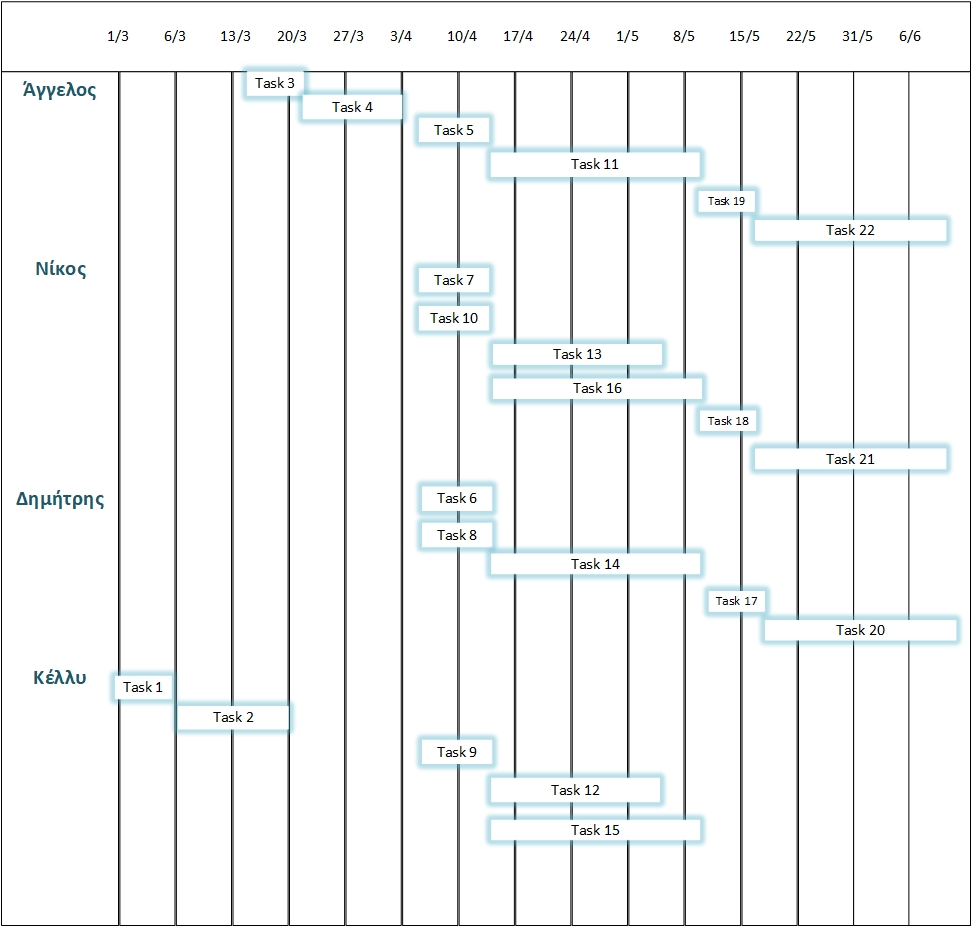 1/3 6/3 13/3 20/3 27/3 3/4 10/4 17/4 24/4 1/5 8/5 15/5 22/5 31/5 6/6
Άγγελος
Task 3
Task 4
Task 5
Task 11
Task 19
Task 22
Νίκος
Task 7
Task 10
Task 13
Task 16
Task 18
Task 21
Δημήτρης
Task 6
Task 8
Task 14
Task 17
Task 20
Κέλλυ
Task 1
Task 2
Task 9
Task 12
Task 15